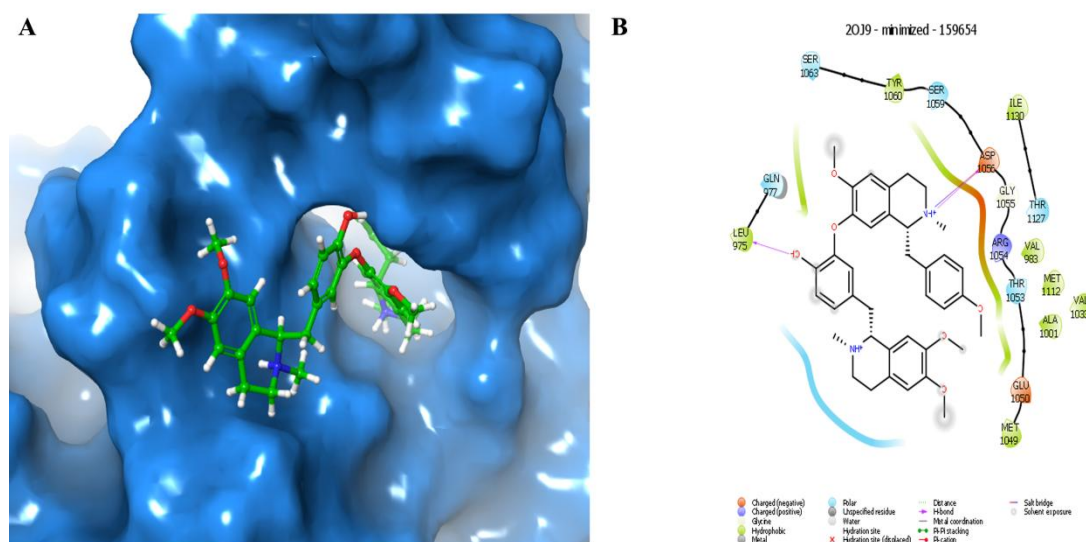 A
B
2OJ9 - minimized - 159654
SER
1063
TYR
1060
SER
1059
ILE
1130
ASP
1056
GLN
977
GLY
1055
THR
1127
LEU
975
ARG
1054
VAL
983
MET
1112
THR
1053
VAL
ALA
1001
GLU
1050
MET
1049
O
NH+
O
HO
O
NH+
O
O
Charged (negative)
Charged (positive)
Glycine
Hydrophobic
Metal
Polar
Unspecified residue
Water
Hydration site
Hydration site (displaced)
Distance
H-bond
Metal coordination
Pi-Pi stacking
Pi-cation
Salt bridge
Solvent exposure